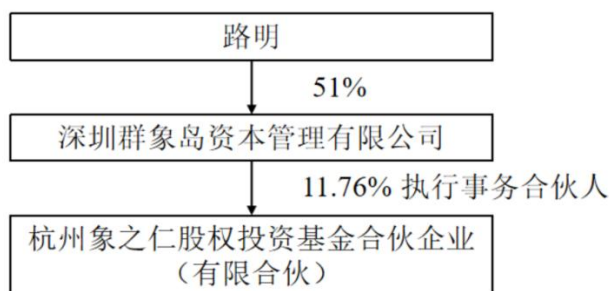 路明
51%
深圳群象岛资本管理有限公司
11.76% 执行事务合伙人
杭州象之仁股权投资基金合伙企业
（有限合伙）